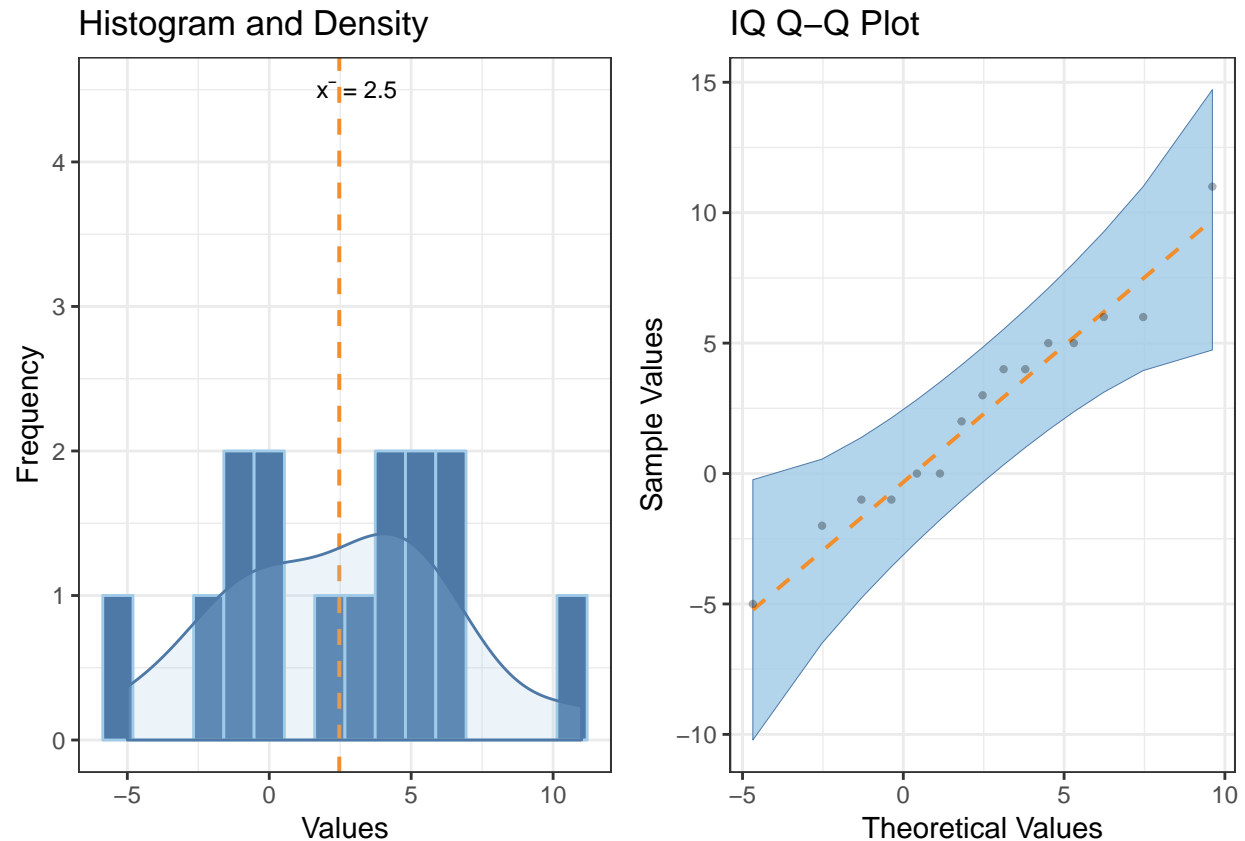 Histogram and Density
x̄ = 2.5
Frequency
4
3
2
1
0
−5
0
5
10
Values
IQ Q−Q Plot
Sample Values
15
10
5
0
−5
−10
−5
0
5
10
Theoretical Values